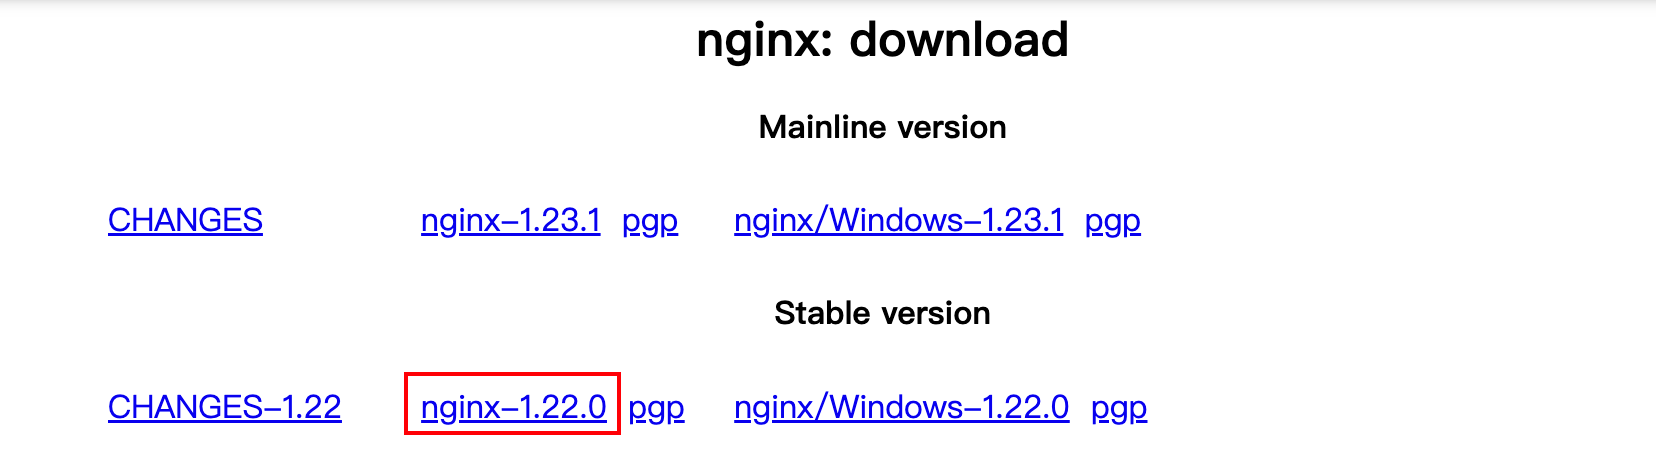 nginx: download
Mainline version
CHANGES nginx-1.23.1 pgp nginx/Windows-1.23.1 pgp
Stable version
CHANGES-1.22 nginx-1.22.0 pgp nginx/Windows-1.22.0 pgp